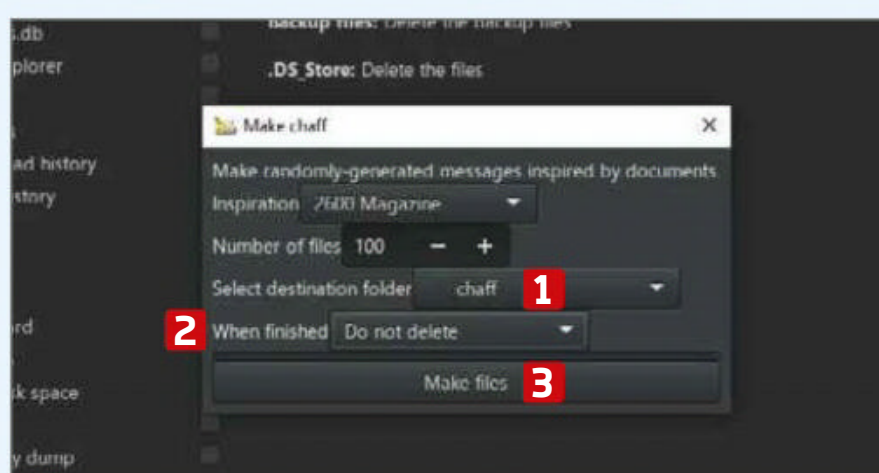 s.db
backup files: Delete the backup files
plorer
.DS_Store: Delete the files
Make chaff
ad history
Make randomly-generated messages inspired by documents
story
Inspiration 2600 Magazine
Number of files 100 − +
Select destination folder chaff 1
rd
2 When finished Do not delete
Make files 3
k space
y dump